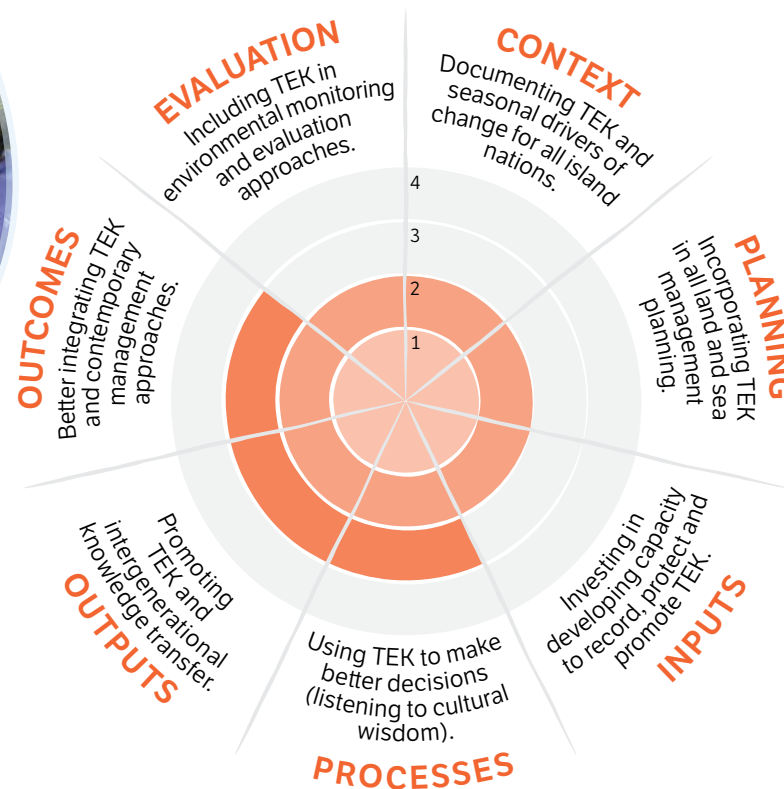 EVALUATION
Including TEK in
environmental monitoring
and evaluation
approaches.
CONTEXT
Documenting TEK and
seasonal drivers of
change for all island
nations.
PLANNING
Incorporating TEK
in all land and sea
management
planning.
INPUTS
Investing in
developing capacity
to record, protect and
promote TEK.
PROCESSES
Using TEK to make
better decisions
(listening to cultural
wisdom).
OUTPUTS
Promoting
TEK and
intergenerational
knowledge transfer.
OUTCOMES
Better integrating TEK
and contemporary
management
approaches.
4
3
2
1